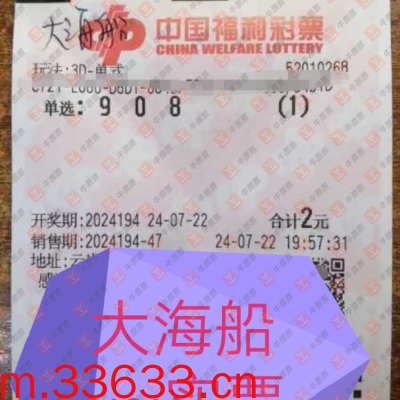 大海船
中国福利彩票
CHINA WELFARE LOTTERY
玩法:3D-单式
52010268
单选: 9 0 8 (1)
开奖期:2024194 24-07-22 合计2元
销售期:2024194-47 24-07-22 19:57:31
地址:云
大海船
m.33633.cn